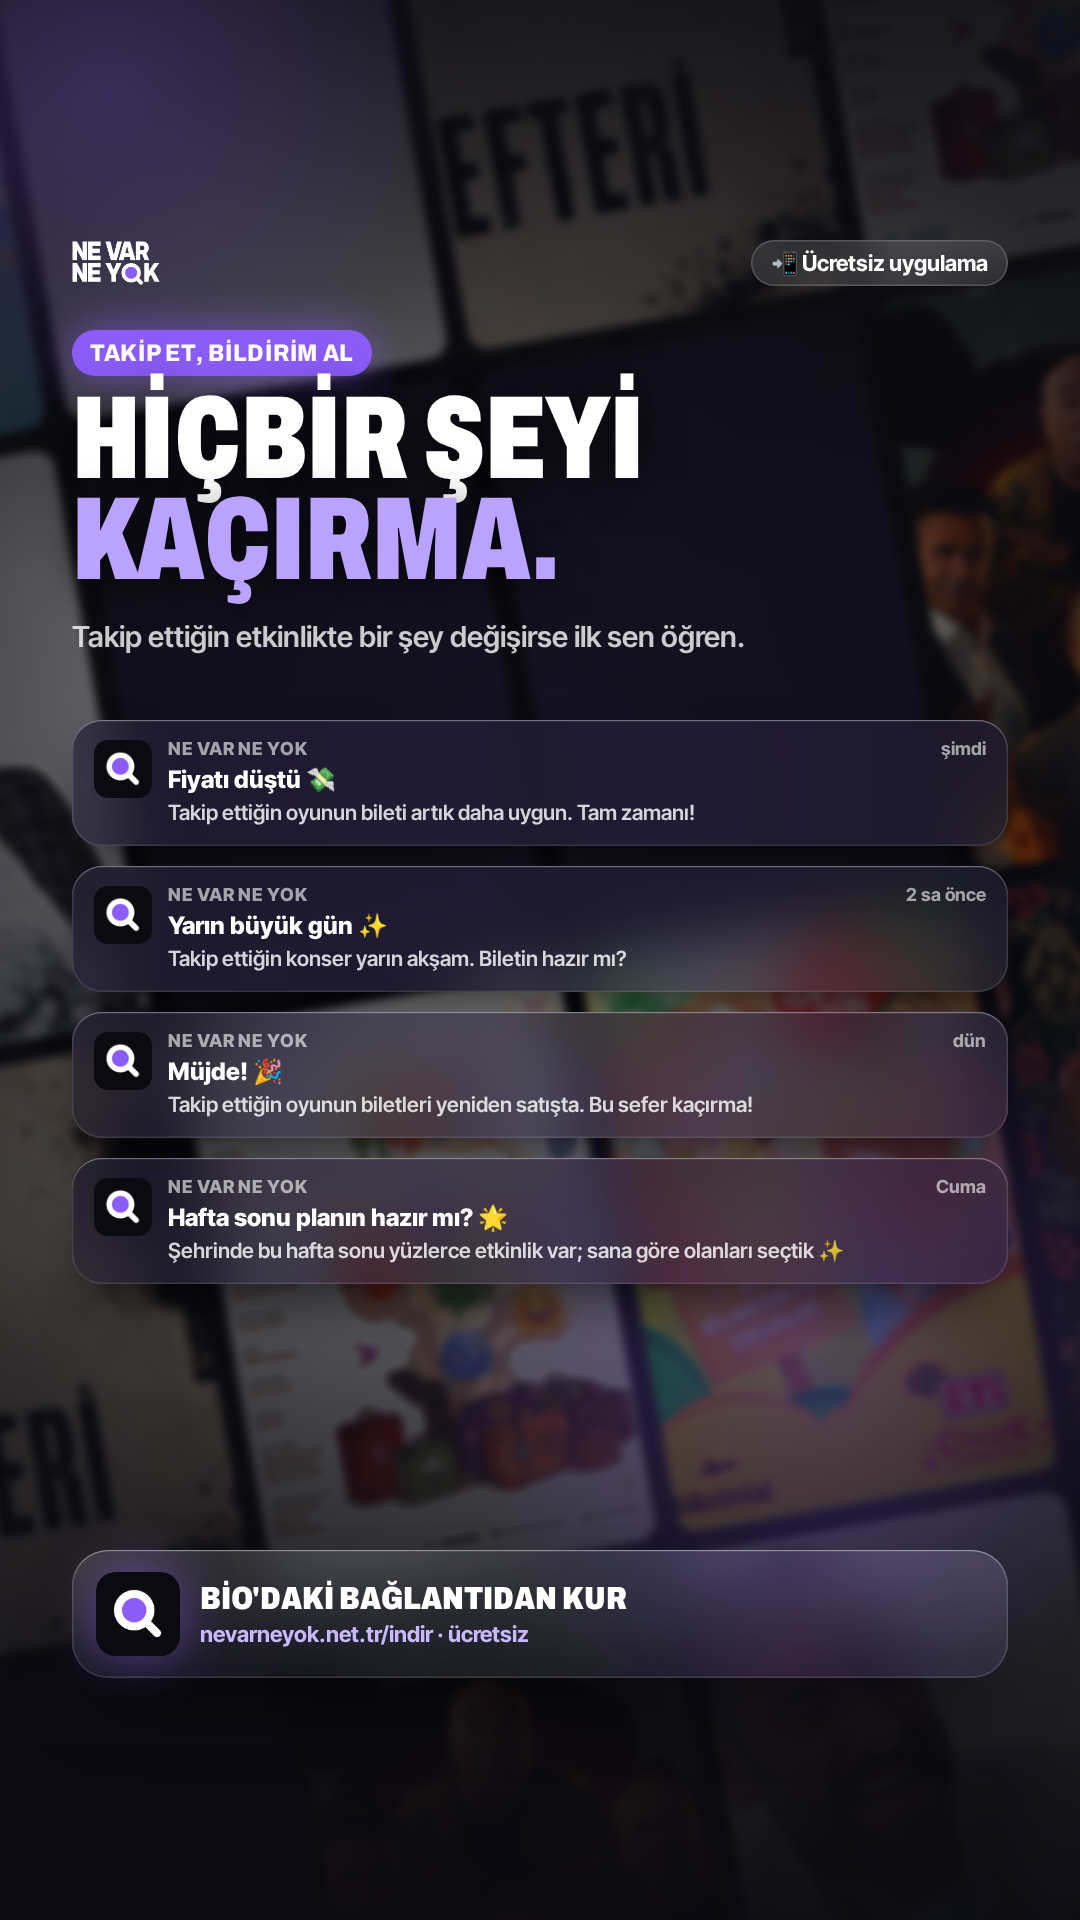 EFTERİ
NE VAR
NE YOK
📲 Ücretsiz uygulama
TAKİP ET, BİLDİRİM AL
HİÇBİR ŞEYİ
KAÇIRMA.
Takip ettiğin etkinlikte bir şey değişirse ilk sen öğren.
NE VAR NE YOK
şimdi
Fiyatı düştü 💸
Takip ettiğin oyunun bileti artık daha uygun. Tam zamanı!
NE VAR NE YOK
2 sa önce
Yarın büyük gün ✨
Takip ettiğin konser yarın akşam. Biletin hazır mı?
NE VAR NE YOK
dün
Müjde! 🎉
Takip ettiğin oyunun biletleri yeniden satışta. Bu sefer kaçırma!
NE VAR NE YOK
Cuma
Hafta sonu planın hazır mı? 🌟
Şehrinde bu hafta sonu yüzlerce etkinlik var; sana göre olanları seçtik ✨
ERİ
BİO'DAKİ BAĞLANTIDAN KUR
nevarneyok.net.tr/indir · ücretsiz